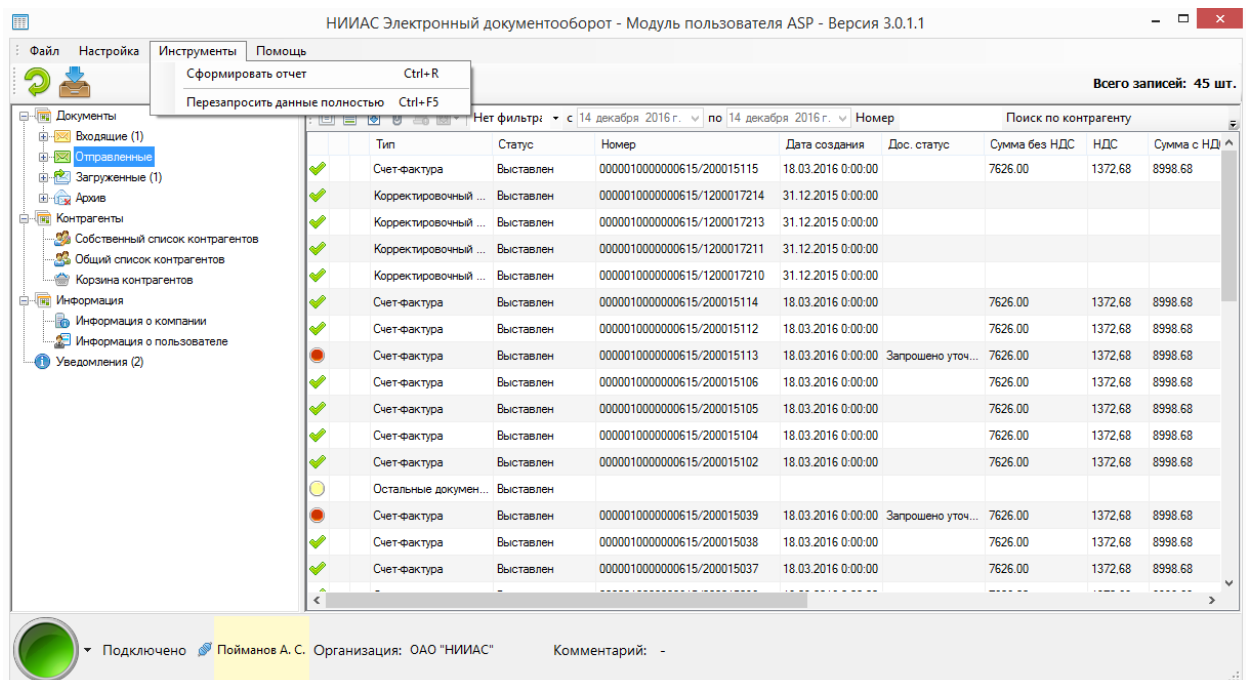 НИИАС Электронный документооборот - Модуль пользователя ASP - Версия 3.0.1.1
Файл Настройка Инструменты Помощь
Сформировать отчет Ctrl+R
Перезапросить данные полностью Ctrl+F5
Всего записей: 45 шт.
Документы
Входящие (1)
Отправленные
Загруженные (1)
Архив
Контрагенты
Собственный список контрагентов
Общий список контрагентов
Корзина контрагентов
Информация
Информация о компании
Информация о пользователе
Уведомления (2)
Нет фильтра с 14 декабря 2016 г. по 14 декабря 2016 г. Номер Поиск по контрагенту
Тип Статус Номер Дата создания Дос. статус Сумма без НДС НДС Сумма с НДС
Счет-фактура Выставлен 0000010000000615/200015115 18.03.2016 0:00:00 7626.00 1372,68 8998.68
Корректировочный ... Выставлен 0000010000000615/1200017214 31.12.2015 0:00:00
Корректировочный ... Выставлен 0000010000000615/1200017213 31.12.2015 0:00:00
Корректировочный ... Выставлен 0000010000000615/1200017211 31.12.2015 0:00:00
Корректировочный ... Выставлен 0000010000000615/1200017210 31.12.2015 0:00:00
Счет-фактура Выставлен 0000010000000615/200015114 18.03.2016 0:00:00 7626.00 1372,68 8998.68
Счет-фактура Выставлен 0000010000000615/200015112 18.03.2016 0:00:00 7626.00 1372,68 8998.68
Счет-фактура Выставлен 0000010000000615/200015113 18.03.2016 0:00:00 Запрошено уточ... 7626.00 1372,68 8998.68
Счет-фактура Выставлен 0000010000000615/200015106 18.03.2016 0:00:00 7626.00 1372,68 8998.68
Счет-фактура Выставлен 0000010000000615/200015105 18.03.2016 0:00:00 7626.00 1372,68 8998.68
Счет-фактура Выставлен 0000010000000615/200015104 18.03.2016 0:00:00 7626.00 1372,68 8998.68
Счет-фактура Выставлен 0000010000000615/200015102 18.03.2016 0:00:00 7626.00 1372,68 8998.68
Остальные докумен... Выставлен
Счет-фактура Выставлен 0000010000000615/200015039 18.03.2016 0:00:00 Запрошено уточ... 7626.00 1372,68 8998.68
Счет-фактура Выставлен 0000010000000615/200015038 18.03.2016 0:00:00 7626.00 1372,68 8998.68
Счет-фактура Выставлен 0000010000000615/200015037 18.03.2016 0:00:00 7626.00 1372,68 8998.68
Подключено Пойманов А. С. Организация: ОАО "НИИАС" Комментарий: -